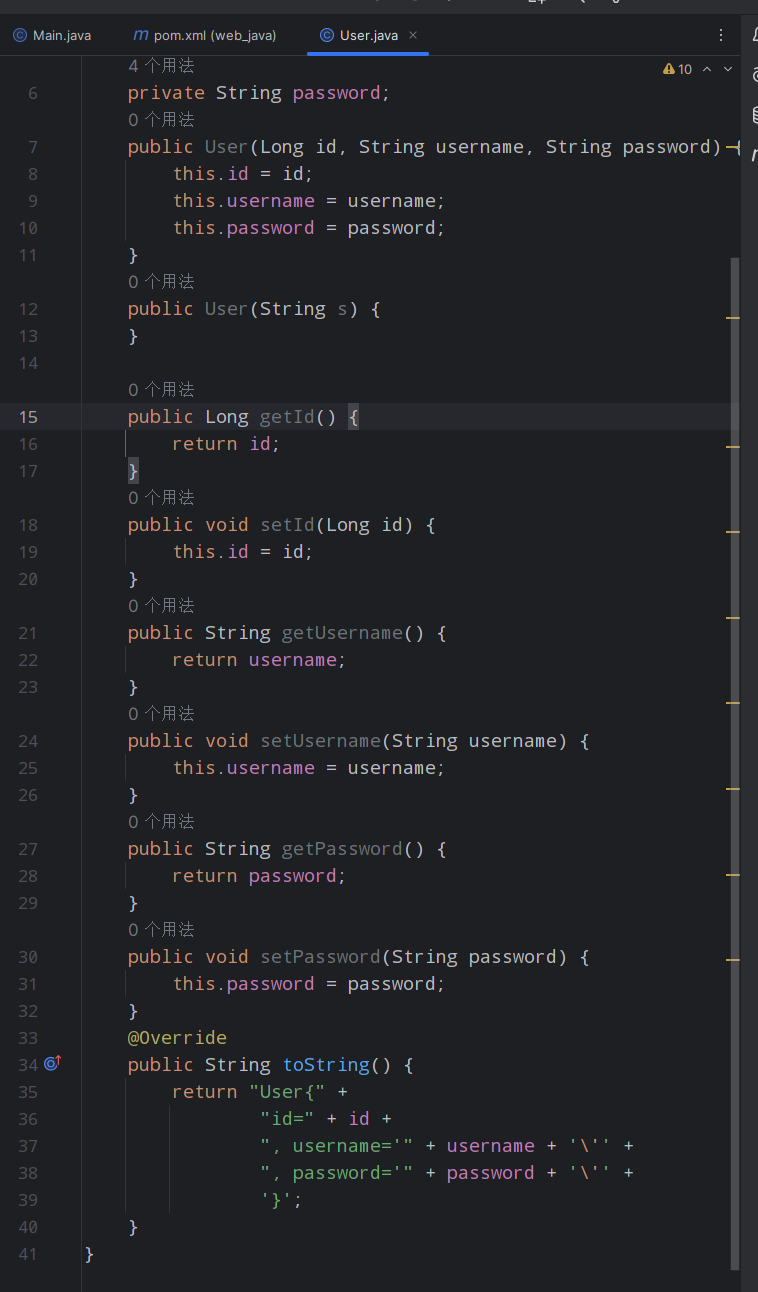 Main.java pom.xml (web_java) User.java
4 个用法
10
6 private String password;
0 个用法
7 public User(Long id, String username, String password) {
8 this.id = id;
9 this.username = username;
10 this.password = password;
11 }
0 个用法
12 public User(String s) {
13 }
14
0 个用法
15 public Long getId() {
16 return id;
17 }
0 个用法
18 public void setId(Long id) {
19 this.id = id;
20 }
0 个用法
21 public String getUsername() {
22 return username;
23 }
0 个用法
24 public void setUsername(String username) {
25 this.username = username;
26 }
0 个用法
27 public String getPassword() {
28 return password;
29 }
0 个用法
30 public void setPassword(String password) {
31 this.password = password;
32 }
33 @Override
34 public String toString() {
35 return "User{" +
36 "id=" + id +
37 ", username='" + username + '\'' +
38 ", password='" + password + '\'' +
39 '}';
40 }
41 }